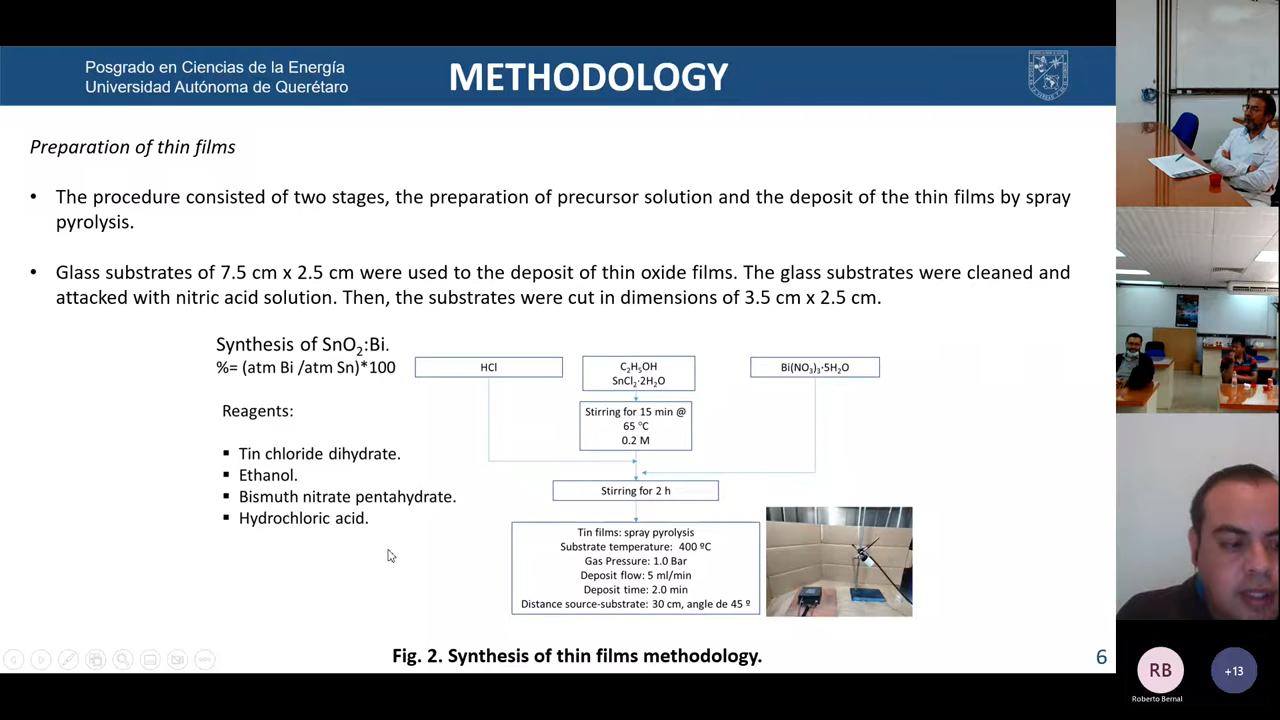 Posgrado en Ciencias de la Energía
Universidad Autónoma de Querétaro
METHODOLOGY
Preparation of thin films
• The procedure consisted of two stages, the preparation of precursor solution and the deposit of the thin films by spray
pyrolysis.
• Glass substrates of 7.5 cm x 2.5 cm were used to the deposit of thin oxide films. The glass substrates were cleaned and
attacked with nitric acid solution. Then, the substrates were cut in dimensions of 3.5 cm x 2.5 cm.
Synthesis of SnO₂:Bi.
%= (atm Bi /atm Sn)*100
Reagents:
▪ Tin chloride dihydrate.
▪ Ethanol.
▪ Bismuth nitrate pentahydrate.
▪ Hydrochloric acid.
HCl
C₂H₅OH
SnCl₂·2H₂O
Bi(NO₃)₃·5H₂O
Stirring for 15 min @
65 °C
0.2 M
Stirring for 2 h
Tin films: spray pyrolysis
Substrate temperature: 400 ºC
Gas Pressure: 1.0 Bar
Deposit flow: 5 ml/min
Deposit time: 2.0 min
Distance source-substrate: 30 cm, angle de 45 º
Fig. 2. Synthesis of thin films methodology.
6
RB
+13
Roberto Bernal